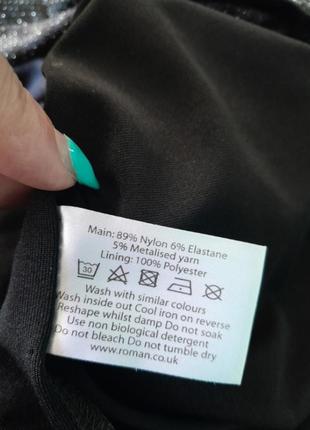 Main: 89% Nylon 6% Elastane
5% Metalised yarn
Lining: 100% Polyester
30
Wash with similar colours
Wash inside out Cool iron on reverse
Reshape whilst damp Do not soak
Use non biological detergent
Do not bleach Do not tumble dry
www.roman.co.uk